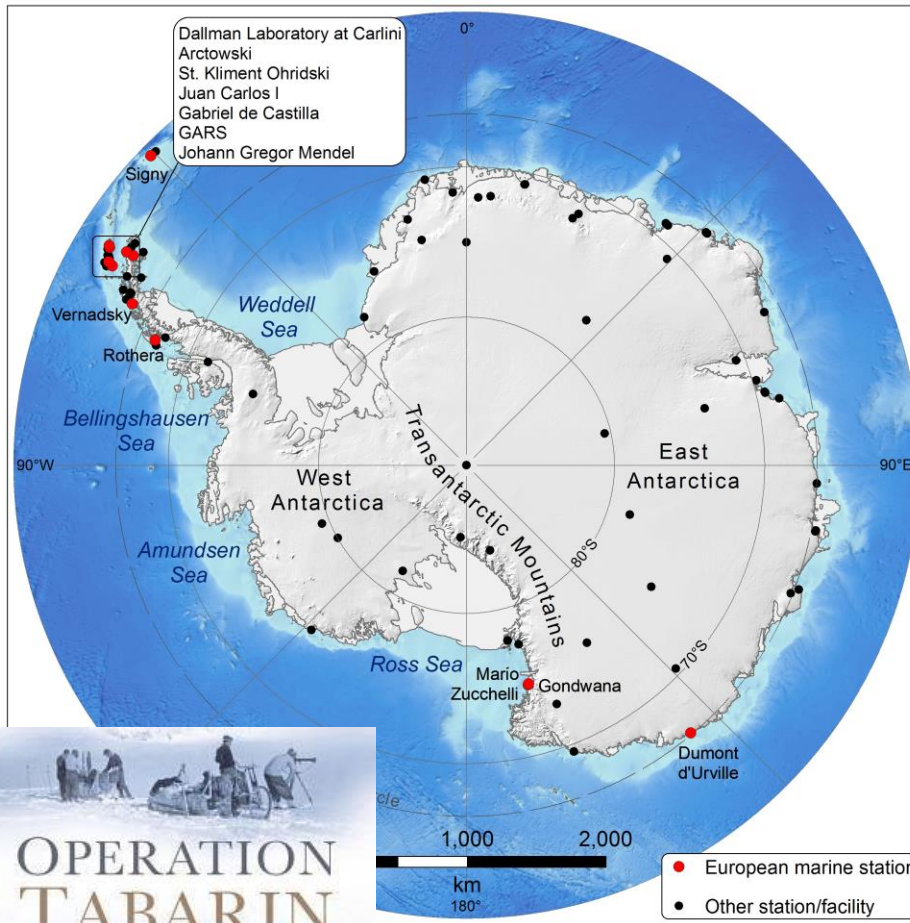 Dallman Laboratory at Carlini
Arctowski
St. Kliment Ohridski
Juan Carlos I
Gabriel de Castilla
GARS
Johann Gregor Mendel
0°
Signy
Vernadsky
Rothera
Weddell
Sea
Bellingshausen
Sea
90°W
West
Antarctica
Transantarctic Mountains
East
Antarctica
90°E
Amundsen
Sea
80°S
70°S
Ross Sea
Mario
Zucchelli
Gondwana
Dumont
d'Urville
cle
OPERATION
TABARIN
1,000
2,000
km
180°
European marine station
Other station/facility